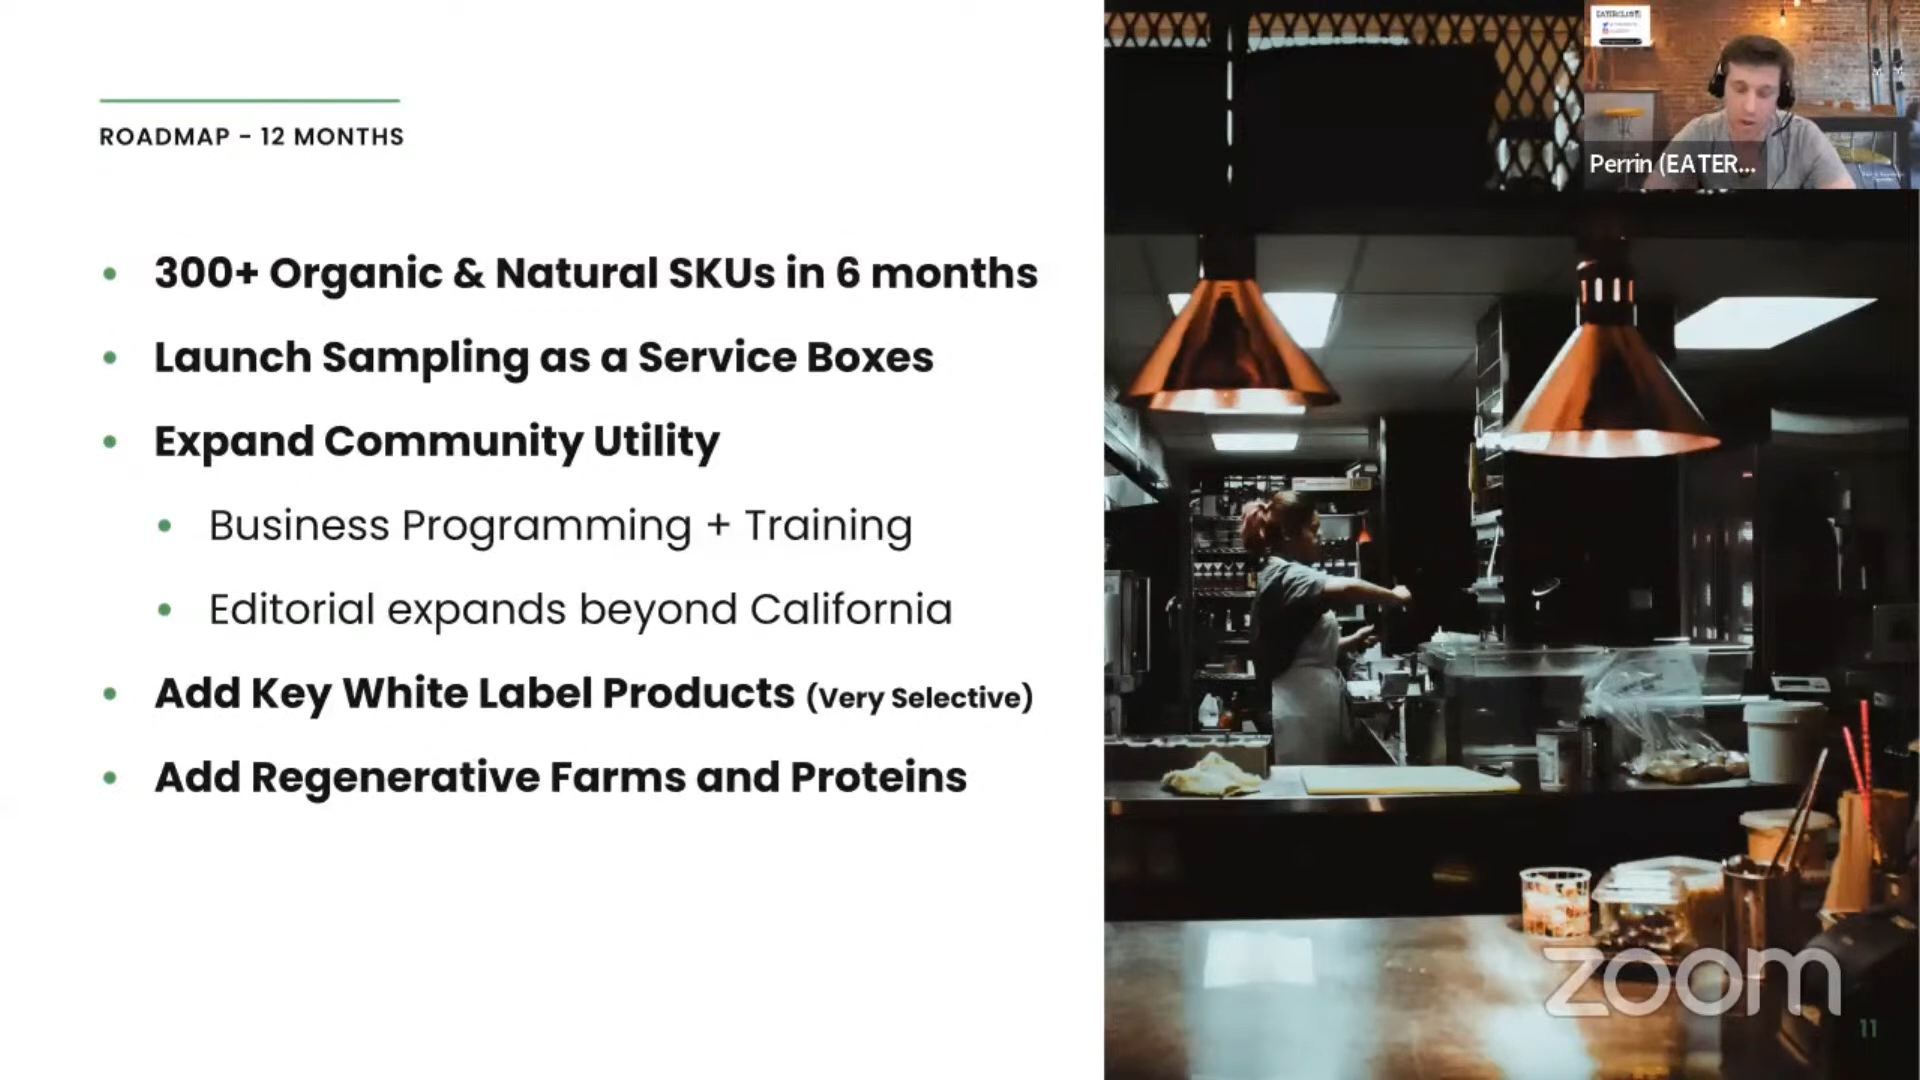 ROADMAP - 12 MONTHS
• 300+ Organic & Natural SKUs in 6 months
• Launch Sampling as a Service Boxes
• Expand Community Utility
• Business Programming + Training
• Editorial expands beyond California
• Add Key White Label Products (Very Selective)
• Add Regenerative Farms and Proteins
Perrin (EATER...
zoom
11